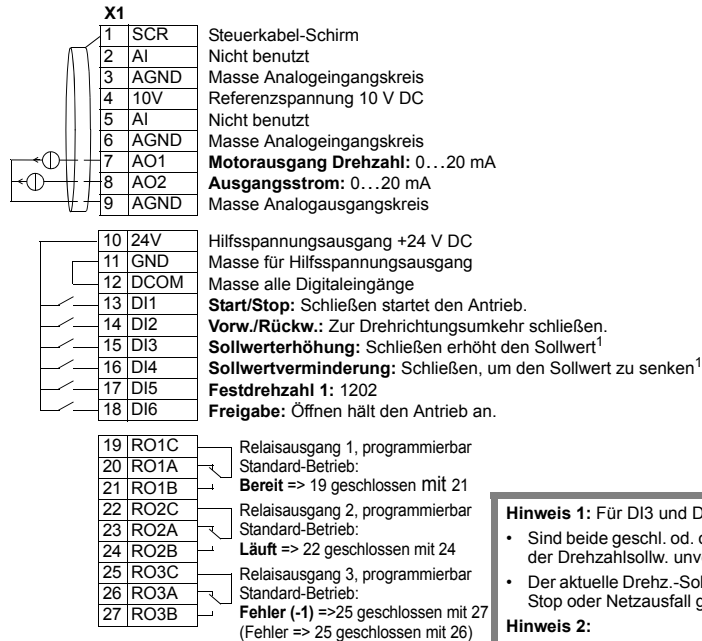 X1
1 SCR Steuerkabel-Schirm
2 AI Nicht benutzt
3 AGND Masse Analogeingangskreis
4 10V Referenzspannung 10 V DC
5 AI Nicht benutzt
6 AGND Masse Analogeingangskreis
7 AO1 Motorausgang Drehzahl: 0…20 mA
8 AO2 Ausgangsstrom: 0…20 mA
9 AGND Masse Analogausgangskreis
10 24V Hilfsspannungsausgang +24 V DC
11 GND Masse für Hilfsspannungsausgang
12 DCOM Masse alle Digitaleingänge
13 DI1 Start/Stop: Schließen startet den Antrieb.
14 DI2 Vorw./Rückw.: Zur Drehrichtungsumkehr schließen.
15 DI3 Sollwerterhöhung: Schließen erhöht den Sollwert1
16 DI4 Sollwertverminderung: Schließen, um den Sollwert zu senken1
17 DI5 Festdrehzahl 1: 1202
18 DI6 Freigabe: Öffnen hält den Antrieb an.
19 RO1C Relaisausgang 1, programmierbar
20 RO1A Standard-Betrieb:
21 RO1B Bereit => 19 geschlossen mit 21
22 RO2C Relaisausgang 2, programmierbar
23 RO2A Standard-Betrieb:
24 RO2B Läuft => 22 geschlossen mit 24
25 RO3C Relaisausgang 3, programmierbar
26 RO3A Standard-Betrieb:
27 RO3B Fehler (-1) =>25 geschlossen mit 27
(Fehler => 25 geschlossen mit 26)
Hinweis 1: Für DI3 und
• Sind beide geschl. od.
der Drehzahlsollw.
• Der aktuelle
Stop oder Netzausfall
Hinweis 2: